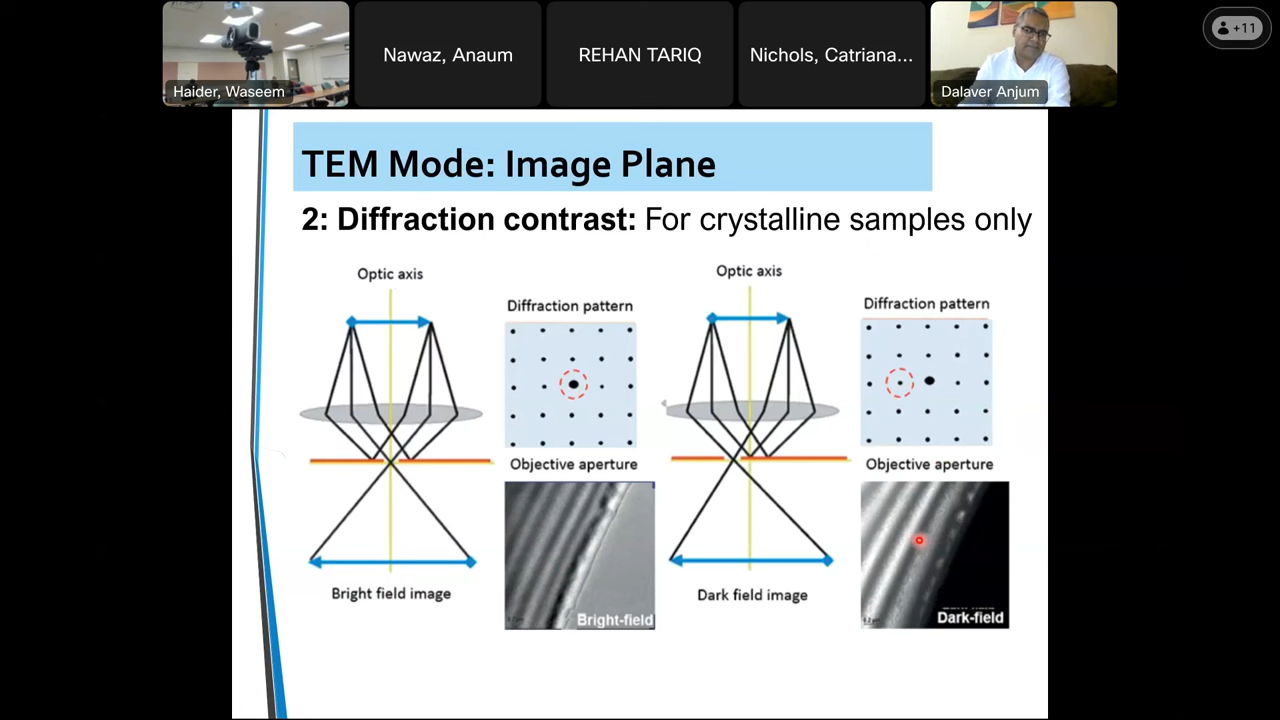 Haider, Waseem
Nawaz, Anaum
REHAN TARIQ
Nichols, Catriana...
Dalaver Anjum
+11
TEM Mode: Image Plane
2: Diffraction contrast: For crystalline samples only
Optic axis
Diffraction pattern
Objective aperture
Bright field image
Bright-field
Optic axis
Diffraction pattern
Objective aperture
Dark field image
Dark-field